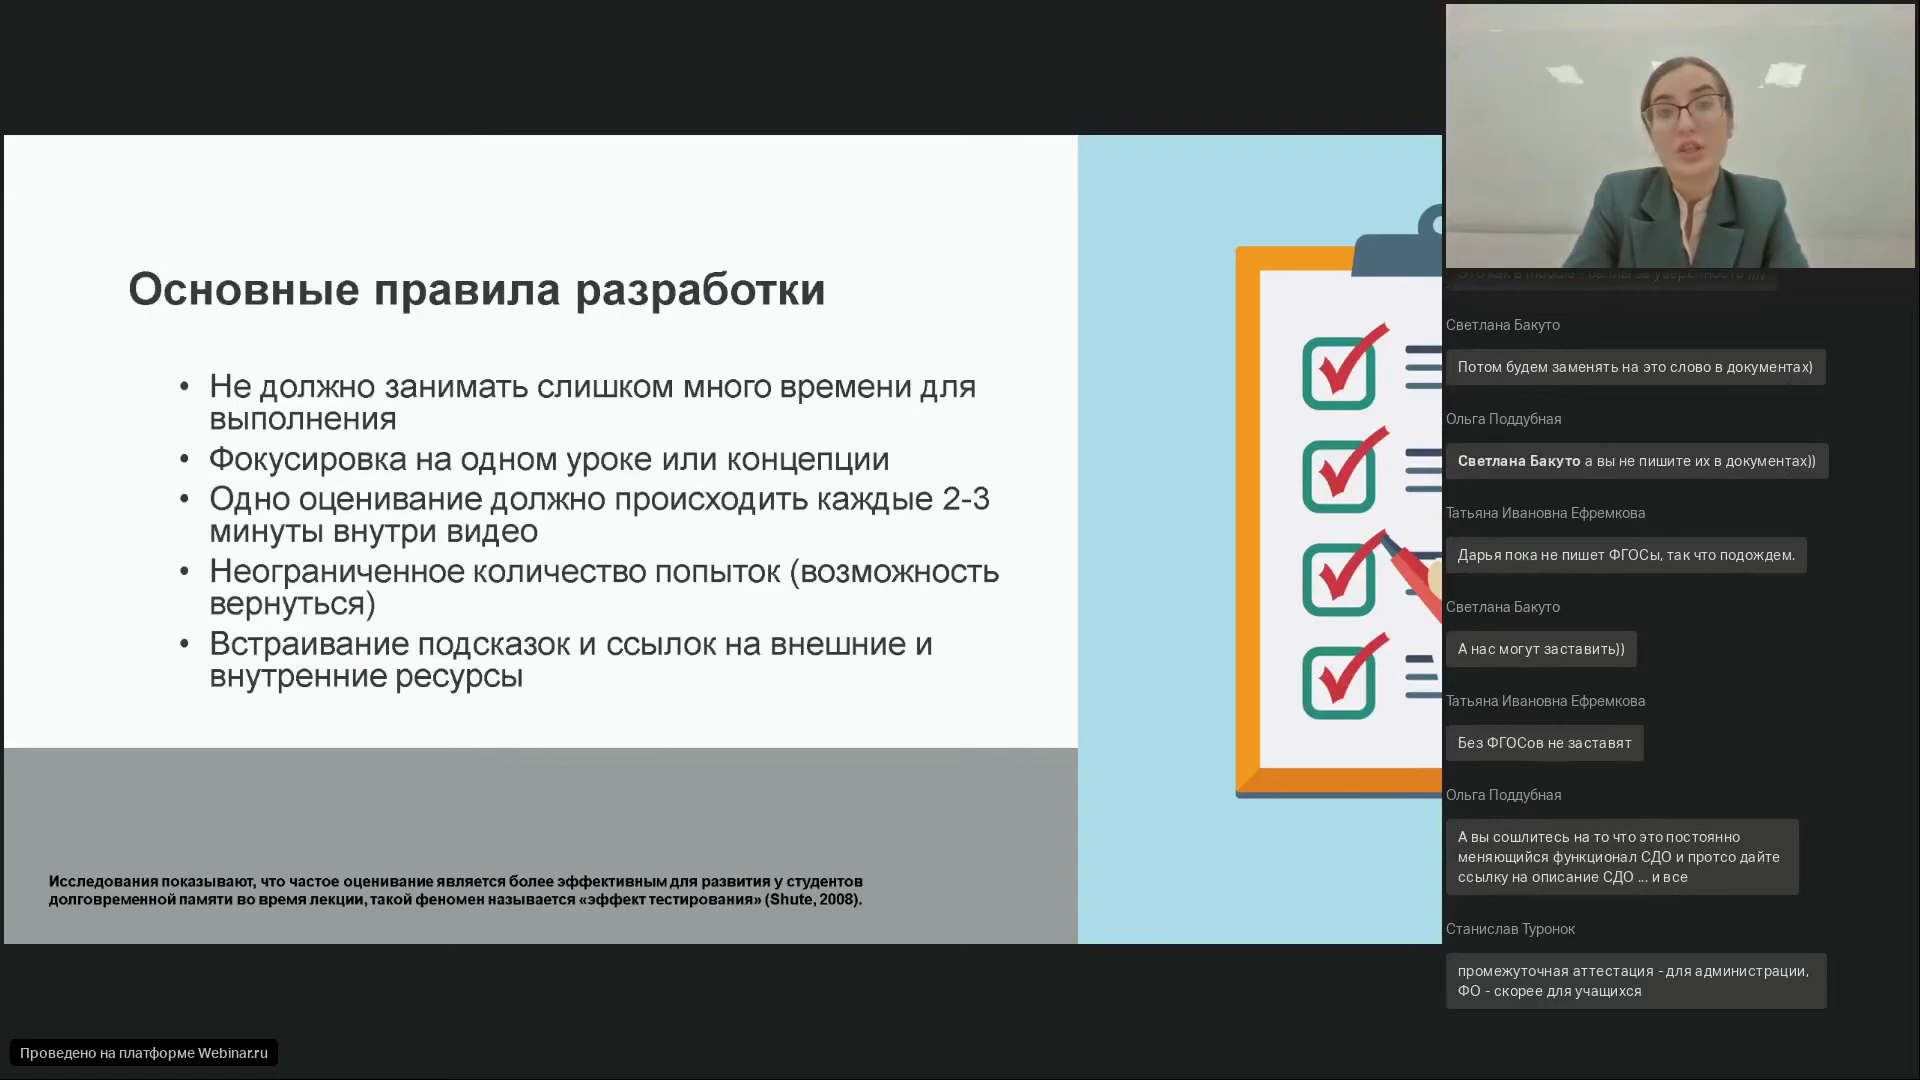 Основные правила разработки
• Не должно занимать слишком много времени для
выполнения
• Фокусировка на одном уроке или концепции
• Одно оценивание должно происходить каждые 2-3
минуты внутри видео
• Неограниченное количество попыток (возможность
вернуться)
• Встраивание подсказок и ссылок на внешние и
внутренние ресурсы
Исследования показывают, что частое оценивание является более эффективным для развития у студентов
долговременной памяти во время лекции, такой феномен называется «эффект тестирования» (Shute, 2008).
Проведено на платформе Webinar.ru
Светлана Бакуто
Потом будем заменять на это слово в документах)
Ольга Поддубная
Светлана Бакуто а вы не пишите их в документах))
Татьяна Ивановна Ефремкова
Дарья пока не пишет ФГОСы, так что подождем.
Светлана Бакуто
А нас могут заставить))
Татьяна Ивановна Ефремкова
Без ФГОСов не заставят
Ольга Поддубная
А вы сошлитесь на то что это постоянно
меняющийся функционал СДО и протсо дайте
ссылку на описание СДО ... и все
Станислав Туронок
промежуточная аттестация - для администрации,
ФО - скорее для учащихся